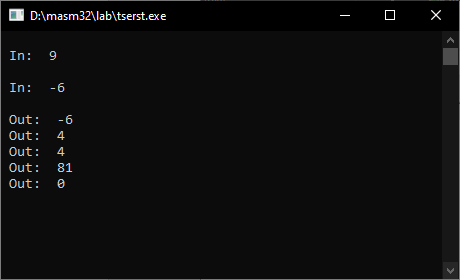 D:\masm32\lab\tserst.exe
In:  9
In:  -6
Out:  -6
Out:  4
Out:  4
Out:  81
Out:  0